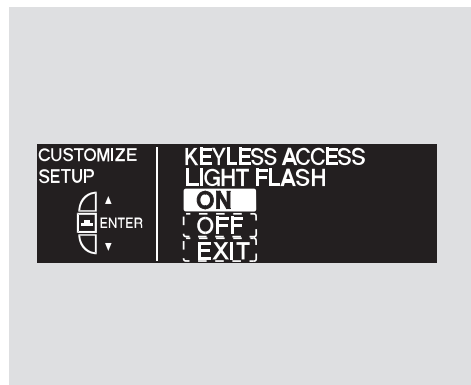 CUSTOMIZE
SETUP
ENTER
KEYLESS ACCESS
LIGHT FLASH
ON
OFF
EXIT